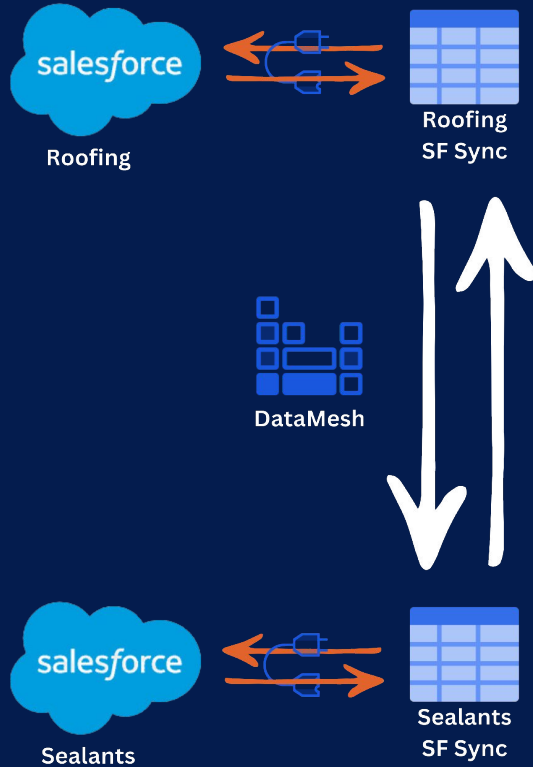 salesforce
Roofing
Roofing
SF Sync
DataMesh
salesforce
Sealants
Sealants
SF Sync